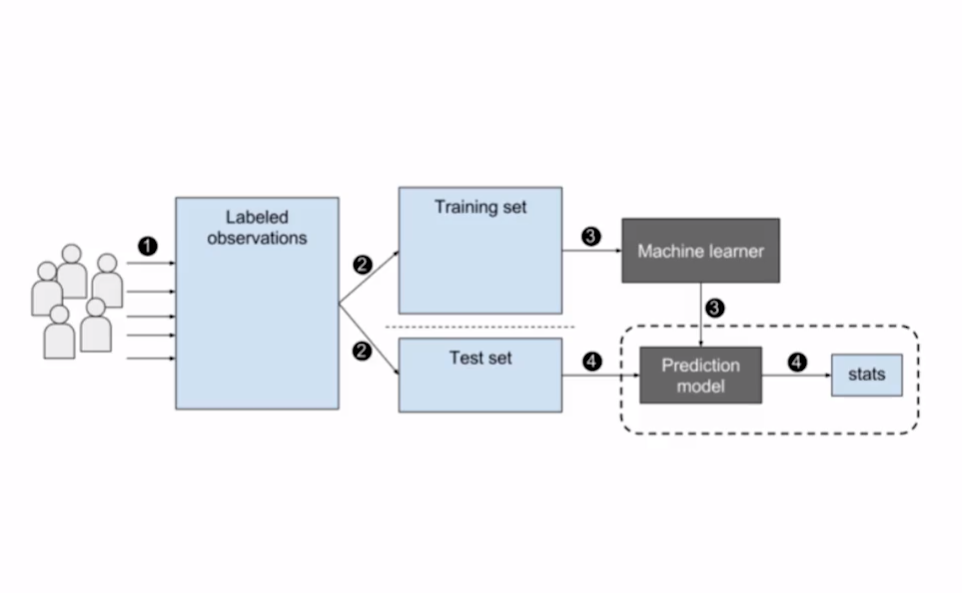 1
Labeled
observations
2
2
Training set
Test set
3
Machine learner
3
4
Prediction
model
4
stats